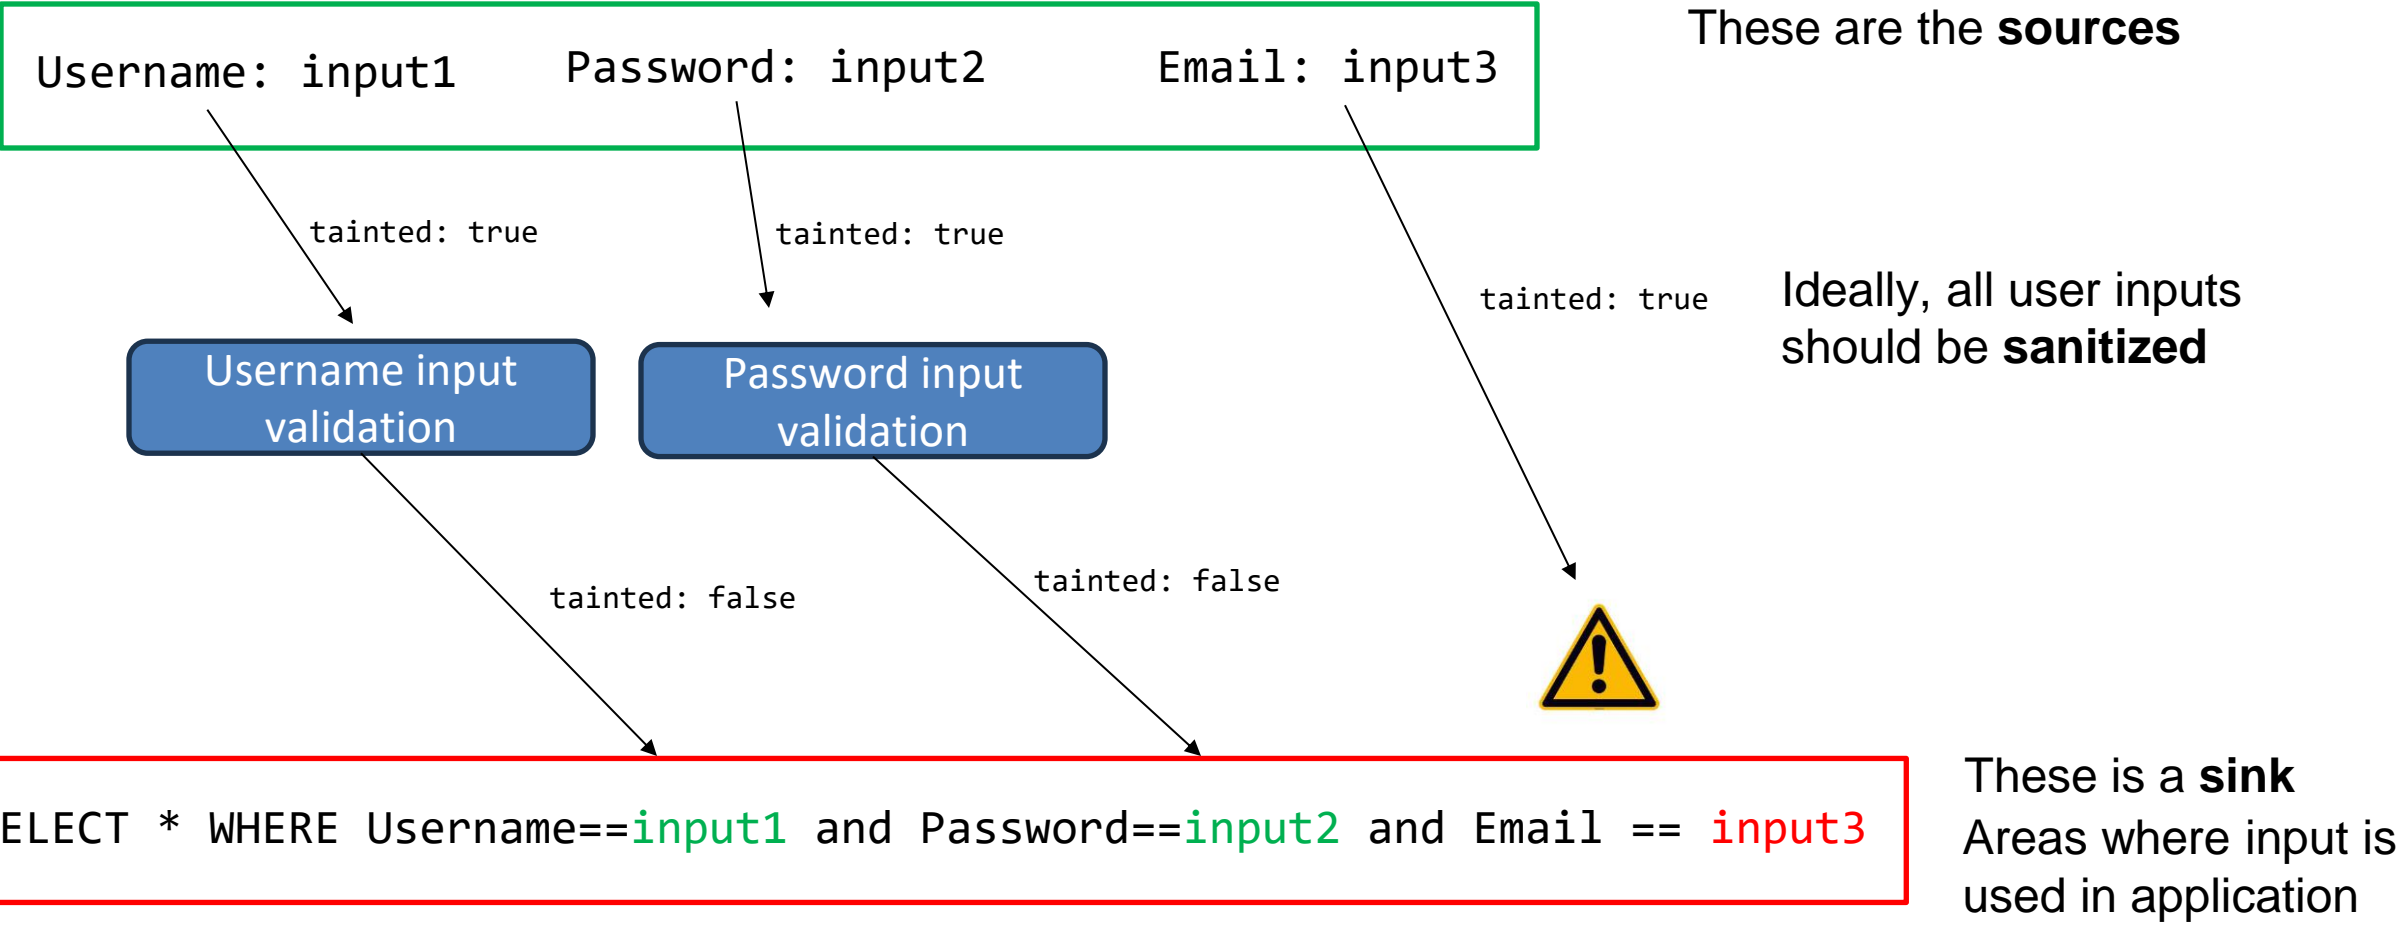 These are the sources
Username: input1
Password: input2
Email: input3
tainted: true
tainted: true
tainted: true
Ideally, all user inputs
should be sanitized
Username input
validation
Password input
validation
tainted: false
tainted: false
These is a sink
Areas where input is
used in application
ELECT * WHERE Username==input1 and Password==input2 and Email == input3